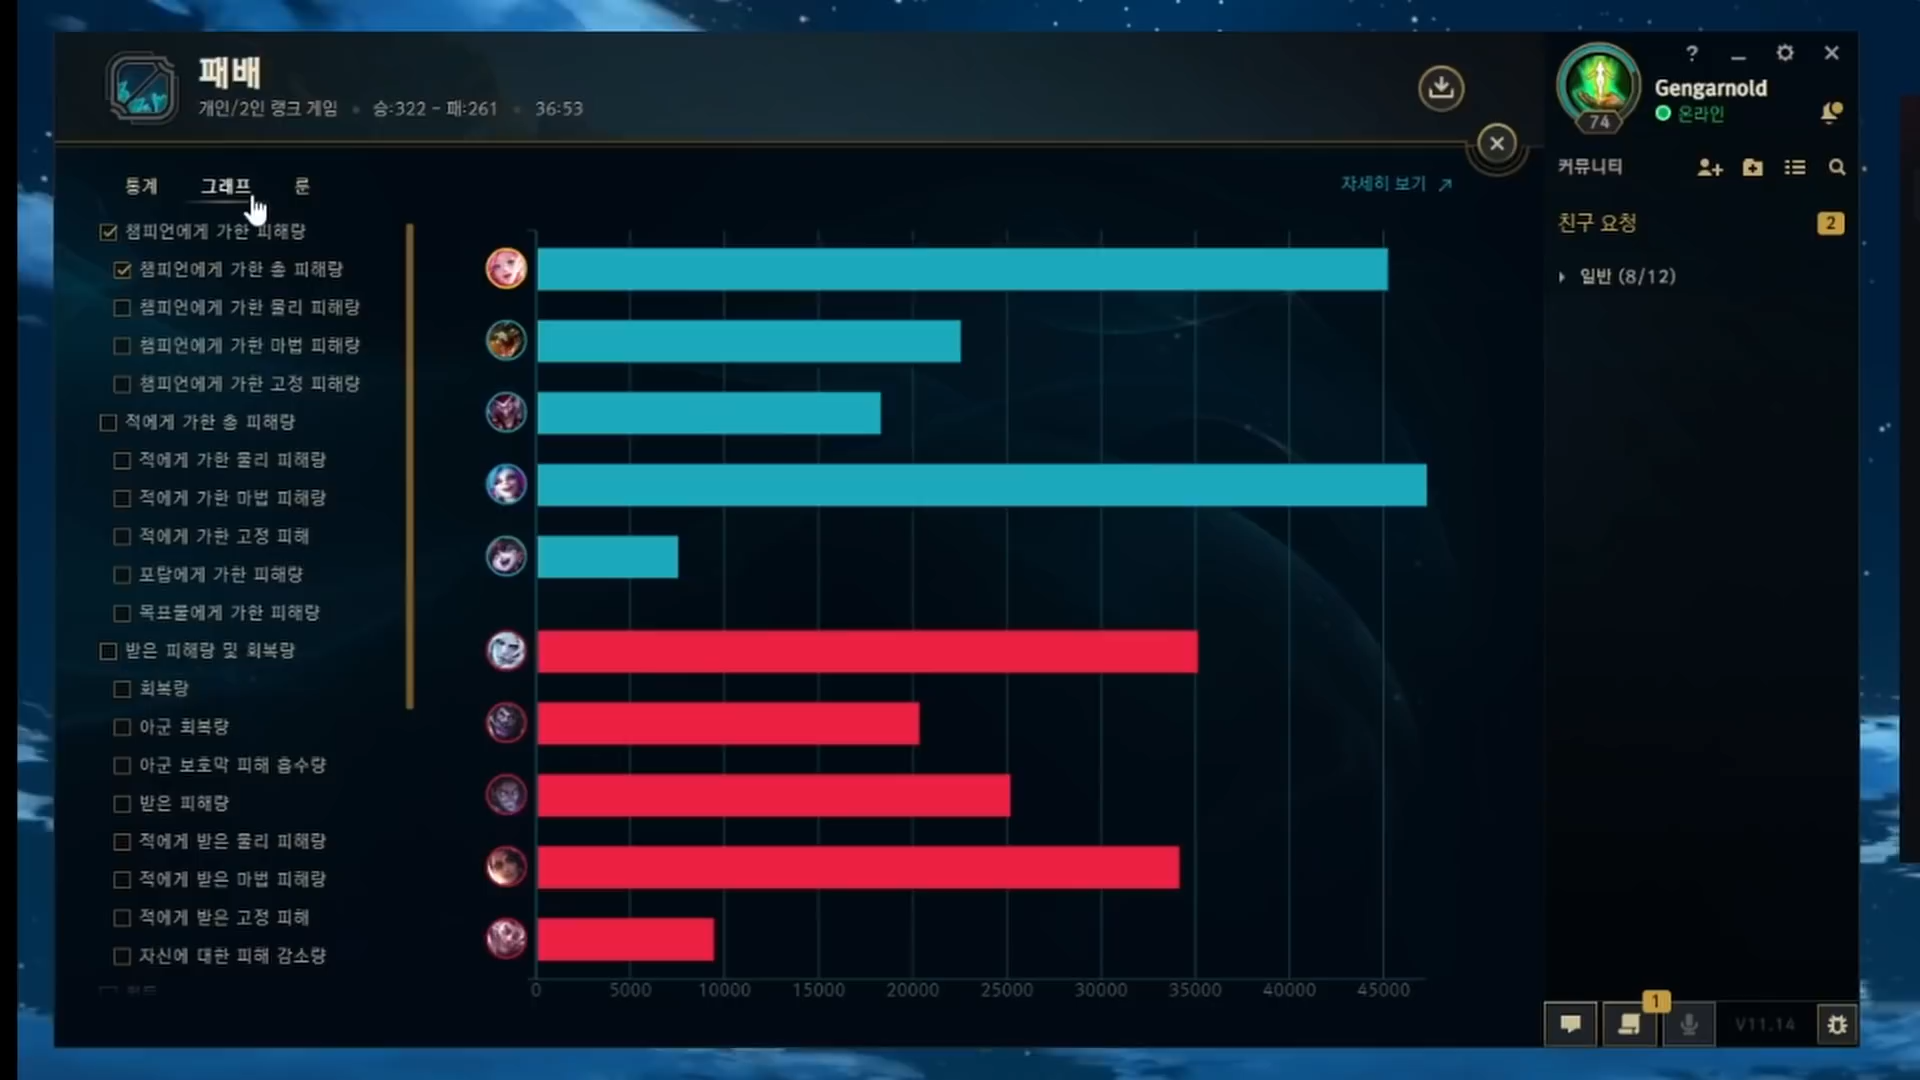 패배
개인/2인 랭크 게임 • 승:322 - 패:261 • 36:53
통계 그래프 룬
자세히 보기
챔피언에게 가한 피해량
챔피언에게 가한 총 피해량
챔피언에게 가한 물리 피해량
챔피언에게 가한 마법 피해량
챔피언에게 가한 고정 피해량
적에게 가한 총 피해량
적에게 가한 물리 피해량
적에게 가한 마법 피해량
적에게 가한 고정 피해
포탑에게 가한 피해량
목표물에게 가한 피해량
받은 피해량 및 회복량
회복량
아군 회복량
아군 보호막 피해 흡수량
받은 피해량
적에게 받은 물리 피해량
적에게 받은 마법 피해량
적에게 받은 고정 피해
자신에 대한 피해 감소량
0 5000 10000 15000 20000 25000 30000 35000 40000 45000
?
74
Gengarnold
온라인
커뮤니티
친구 요청 2
일반 (8/12)
1
V11.14